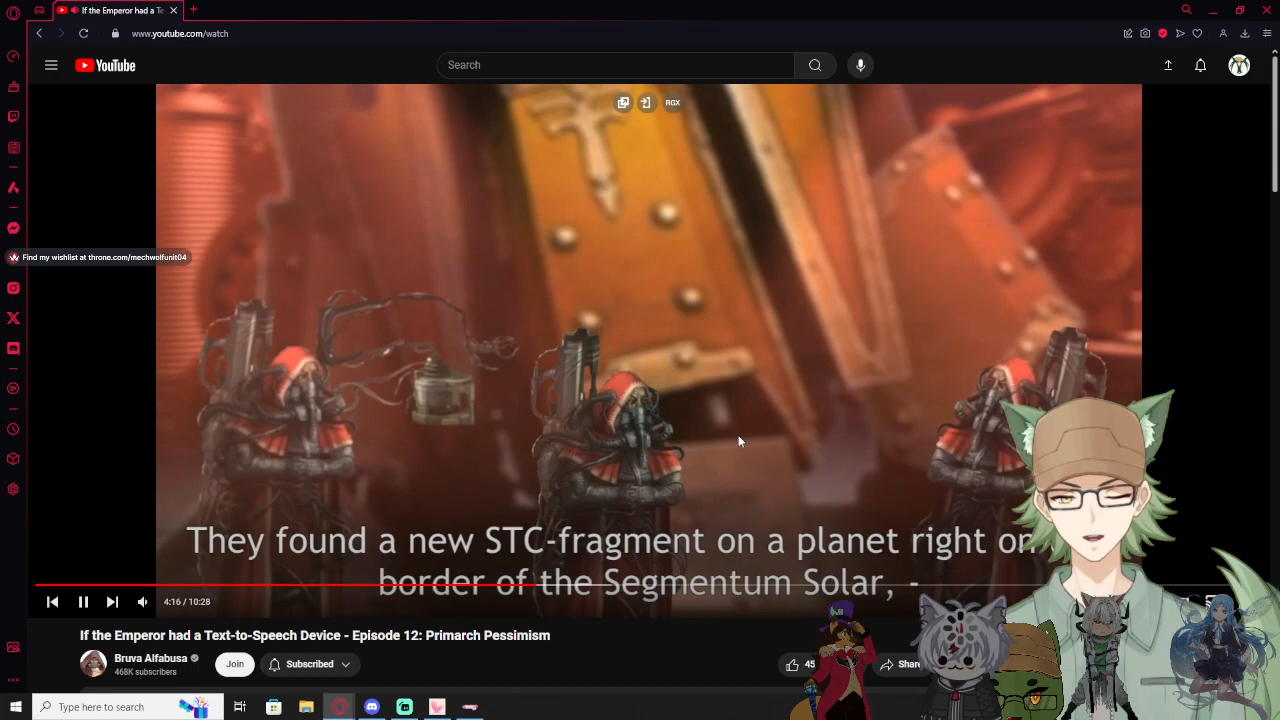 If the Emperor had a Te
www.youtube.com/watch
YouTube
Search
RGX
Find my wishlist at throne.com/mechwolfunit04
They found a new STC-fragment on a planet right on
border of the Segmentum Solar, -
4:16 / 10:28
If the Emperor had a Text-to-Speech Device - Episode 12: Primarch Pessimism
Bruva Alfabusa
468K subscribers
Join
Subscribed
45
Share
Type here to search